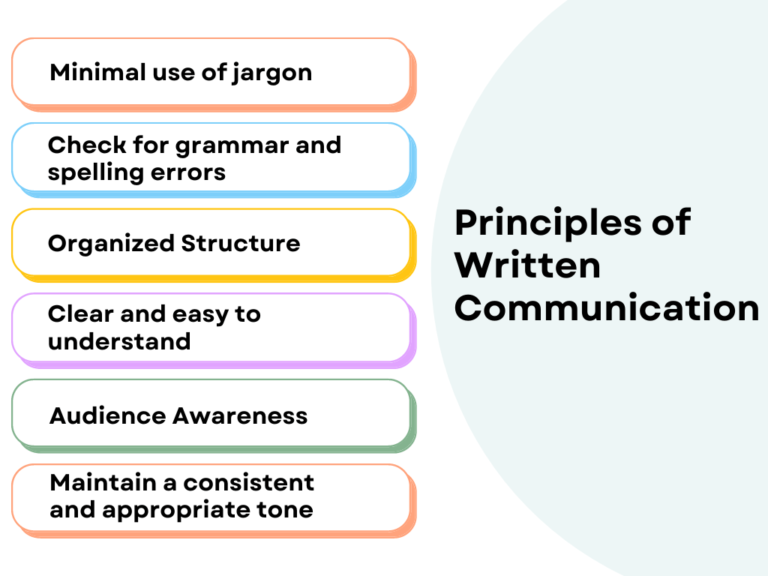 Minimal use of jargon
Check for grammar and
spelling errors
Organized Structure
Clear and easy to
understand
Audience Awareness
Maintain a consistent
and appropriate tone
Principles of
Written
Communication